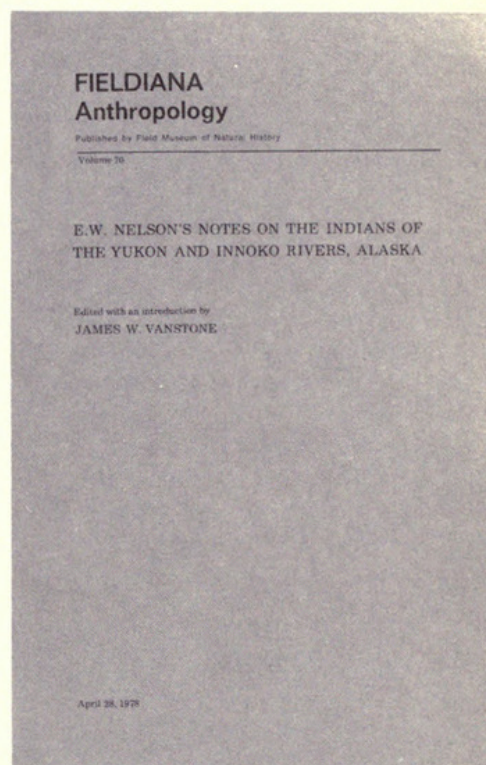 FIELDIANA
Anthropology
Published by Field Museum of Natural History
Volume 70
E.W. NELSON'S NOTES ON THE INDIANS OF
THE YUKON AND INNOKO RIVERS, ALASKA
Edited with an introduction by
JAMES W. VANSTONE
April 28, 1978